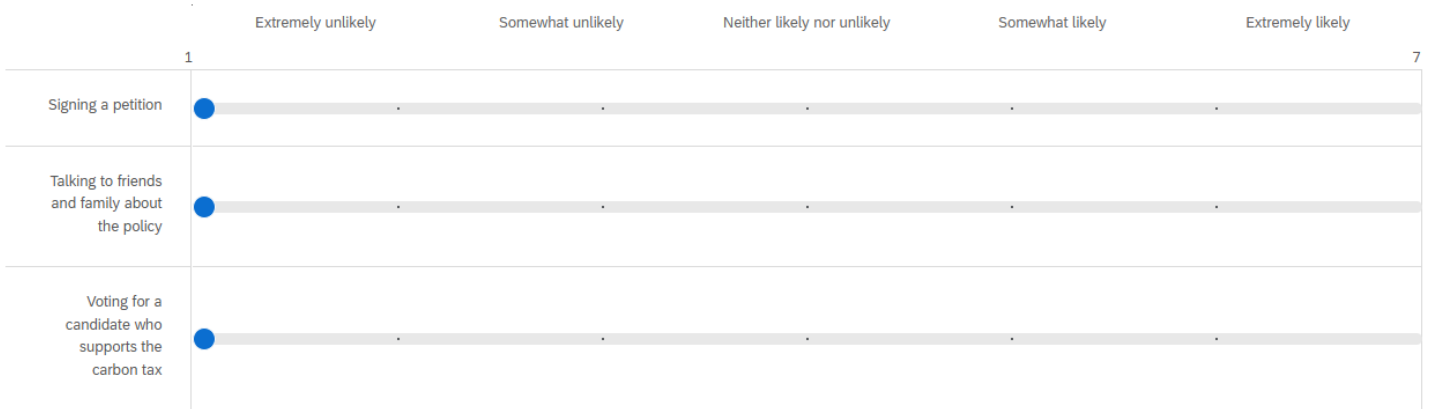 Extremely unlikely Somewhat unlikely Neither likely nor unlikely Somewhat likely Extremely likely
1 7
Signing a petition
Talking to friends
and family about
the policy
Voting for a
candidate who
supports the
carbon tax